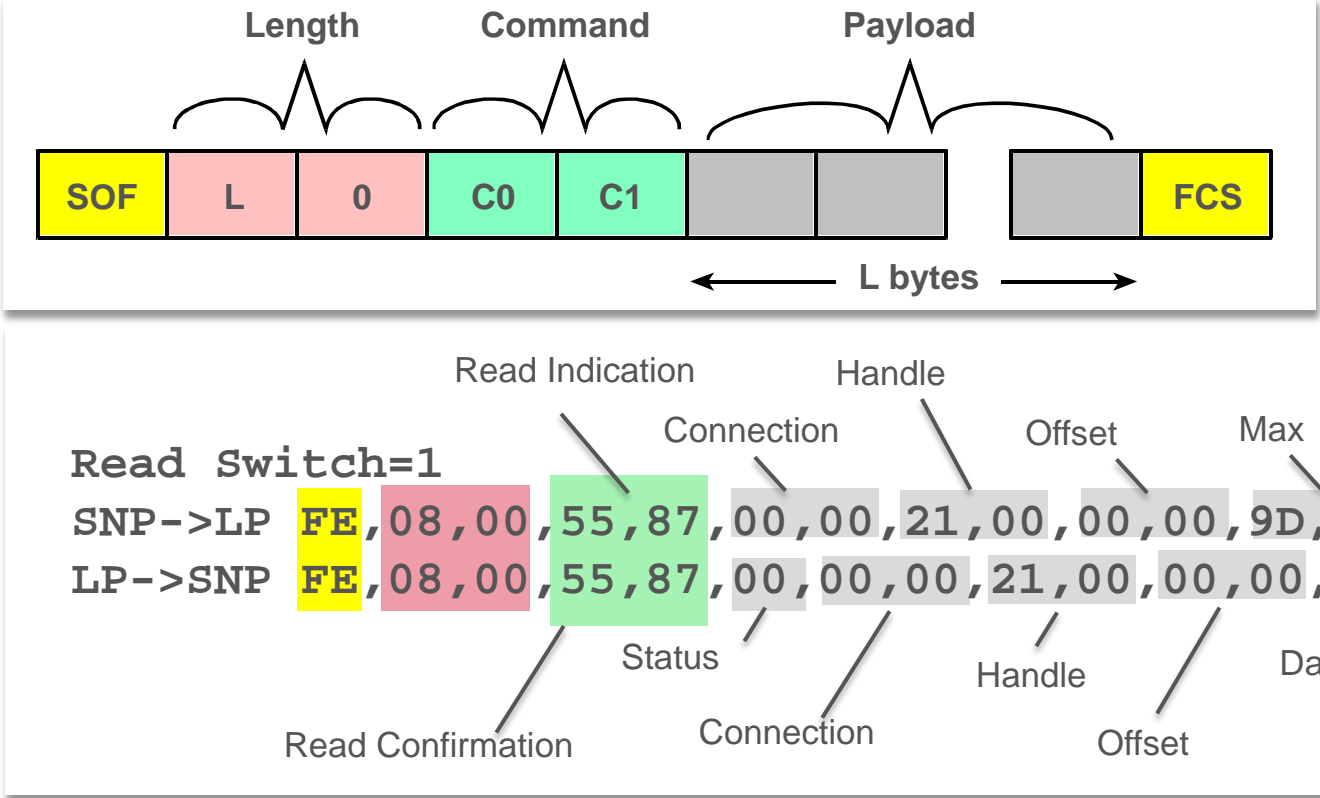 Length Command Payload
SOF L 0 C0 C1 FCS
L bytes
Read Indication Handle
Connection Offset Max
Read Switch=1
SNP->LP FE,08,00,55,87,00,00,21,00,00,00,9D,
LP->SNP FE,08,00,55,87,00,00,00,21,00,00,00,
Status Handle Da
Read Confirmation Connection Offset